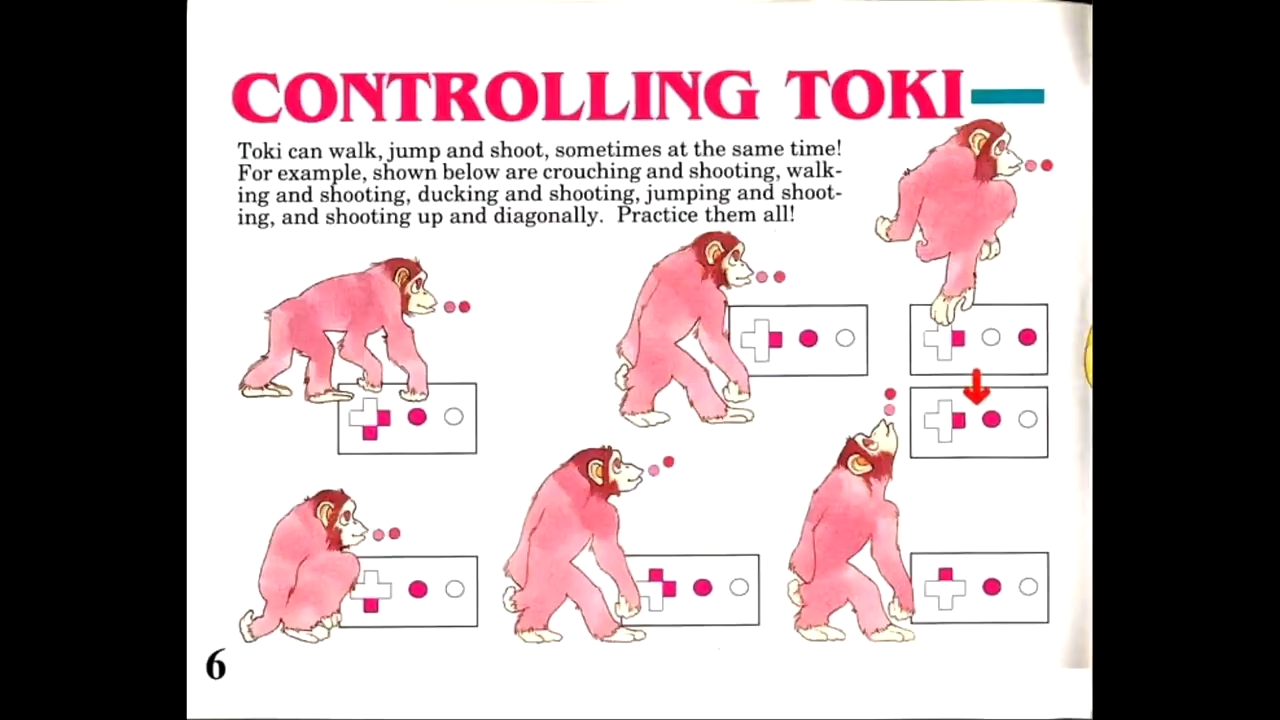 CONTROLLING TOKI
Toki can walk, jump and shoot, sometimes at the same time!
For example, shown below are crouching and shooting, walk-
ing and shooting, ducking and shooting, jumping and shoot-
ing, and shooting up and diagonally. Practice them all!
6